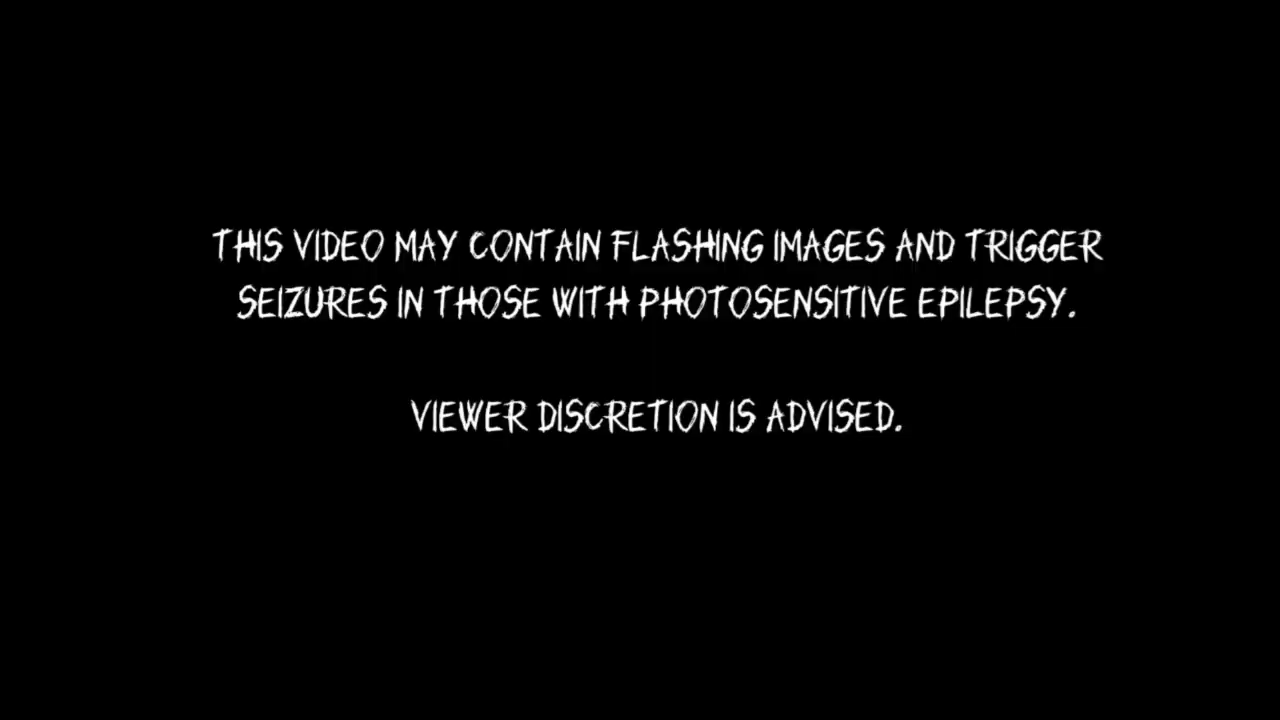 THIS VIDEO MAY CONTAIN FLASHING IMAGES AND TRIGGER
SEIZURES IN THOSE WITH PHOTOSENSITIVE EPILEPSY.
VIEWER DISCRETION IS ADVISED.